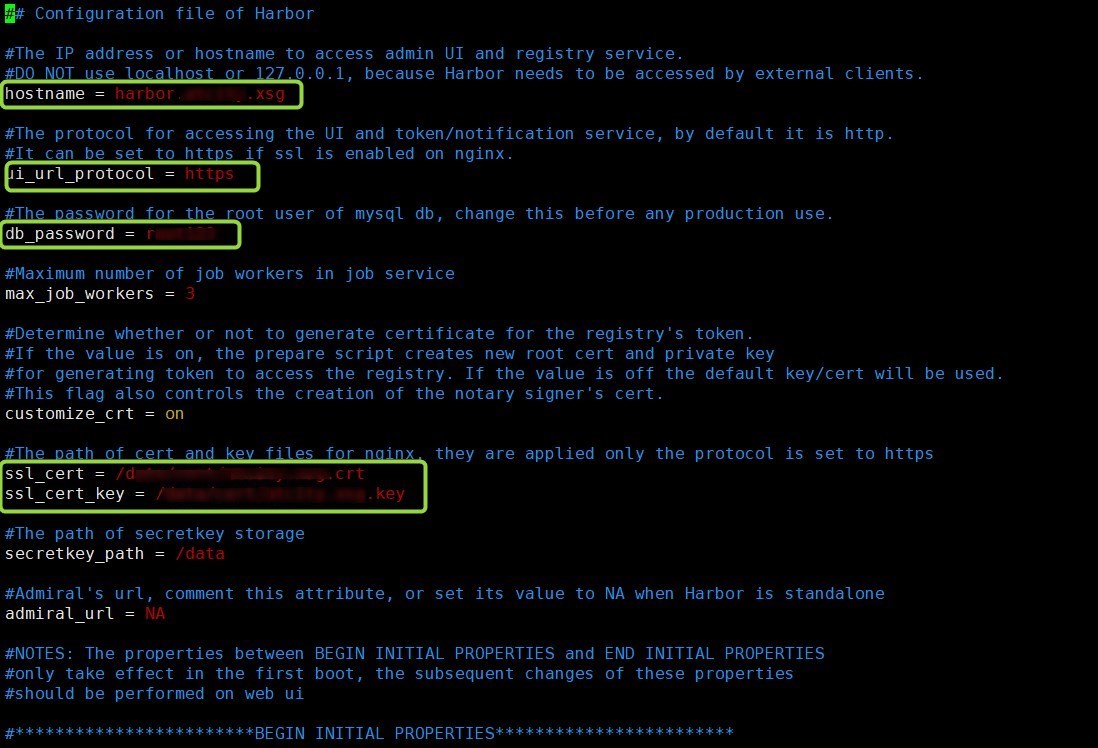 ## Configuration file of Harbor
#The IP address or hostname to access admin UI and registry service.
#DO NOT use localhost or 127.0.0.1, because Harbor needs to be accessed by external clients.
hostname = harbor. .xsg
#The protocol for accessing the UI and token/notification service, by default it is http.
#It can be set to https if ssl is enabled on nginx.
ui_url_protocol = https
#The password for the root user of mysql db, change this before any production use.
db_password =
#Maximum number of job workers in job service
max_job_workers = 3
#Determine whether or not to generate certificate for the registry's token.
#If the value is on, the prepare script creates new root cert and private key
#for generating token to access the registry. If the value is off the default key/cert will be used.
#This flag also controls the creation of the notary signer's cert.
customize_crt = on
#The path of cert and key files for nginx, they are applied only the protocol is set to https
ssl_cert = .crt
ssl_cert_key = .key
#The path of secretkey storage
secretkey_path = /data
#Admiral's url, comment this attribute, or set its value to NA when Harbor is standalone
admiral_url = NA
#NOTES: The properties between BEGIN INITIAL PROPERTIES and END INITIAL PROPERTIES
#only take effect in the first boot, the subsequent changes of these properties
#should be performed on web ui
#************************BEGIN INITIAL PROPERTIES************************